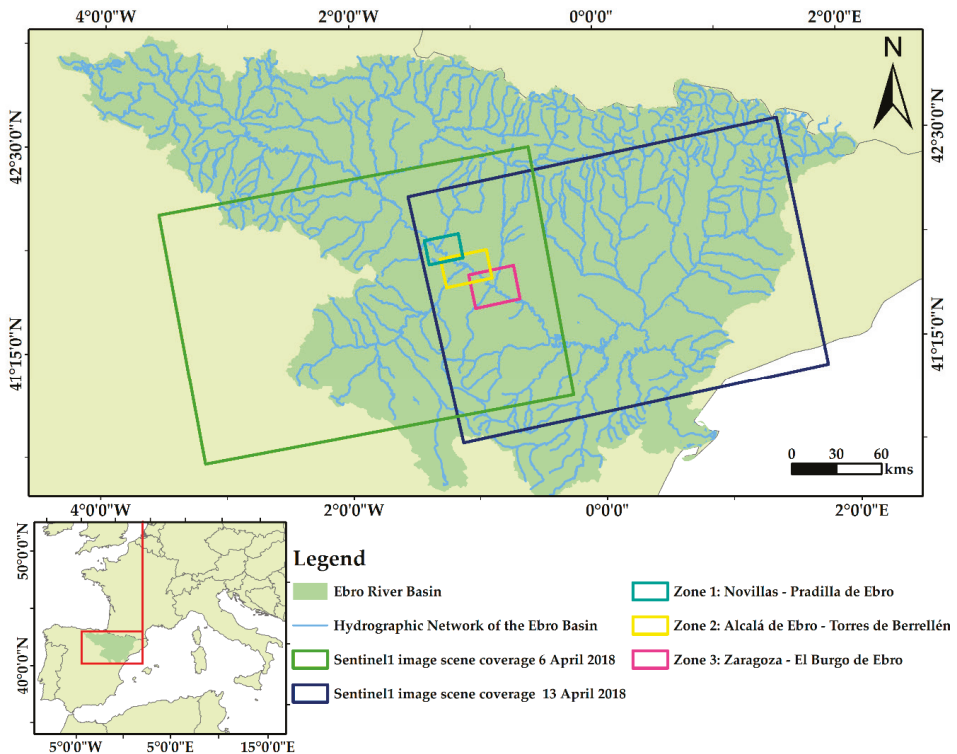 4°0'0"W 2°0'0"W 0°0'0" 2°0'0"E
N
42°30'0"N
42°30'0"N
41°15'0"N
41°15'0"N
0 30 60
kms
4°0'0"W 2°0'0"W 0°0'0" 2°0'0"E
50°0'0"N
40°0'0"N
5°0'0"W 5°0'0"E 15°0'0"E
Legend
Ebro River Basin
Hydrographic Network of the Ebro Basin
Sentinel1 image scene coverage 6 April 2018
Sentinel1 image scene coverage 13 April 2018
Zone 1: Novillas - Pradilla de Ebro
Zone 2: Alcalá de Ebro - Torres de Berrellén
Zone 3: Zaragoza - El Burgo de Ebro